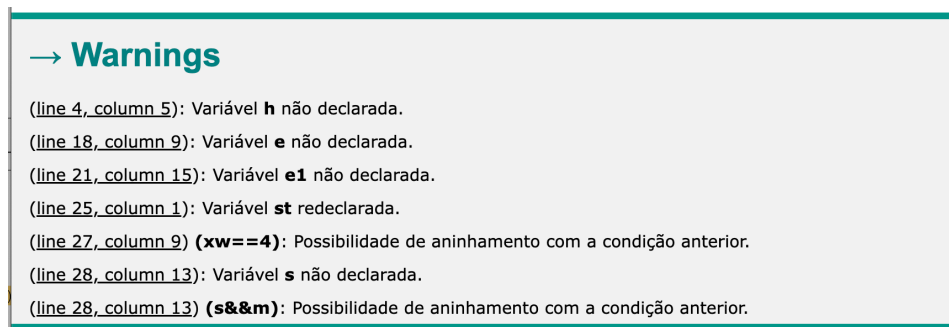 → Warnings
(line 4, column 5): Variável h não declarada.
(line 18, column 9): Variável e não declarada.
(line 21, column 15): Variável e1 não declarada.
(line 25, column 1): Variável st redeclarada.
(line 27, column 9) (xw==4): Possibilidade de aninhamento com a condição anterior.
(line 28, column 13): Variável s não declarada.
(line 28, column 13) (s&&m): Possibilidade de aninhamento com a condição anterior.